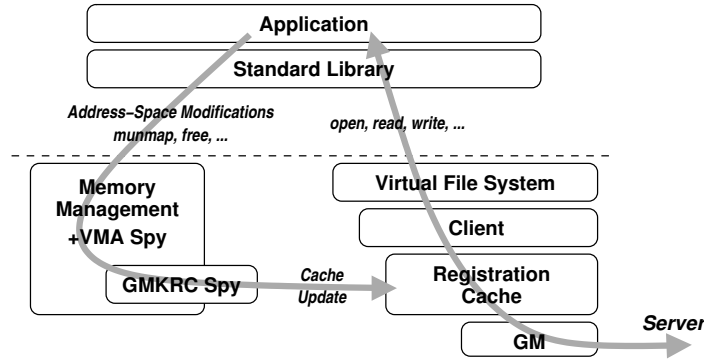 Application
Standard Library
Address–Space Modifications
munmap, free, ...
open, read, write, ...
Memory
Management
+VMA Spy
GMKRC Spy
Cache
Update
Virtual File System
Client
Registration
Cache
GM
Server